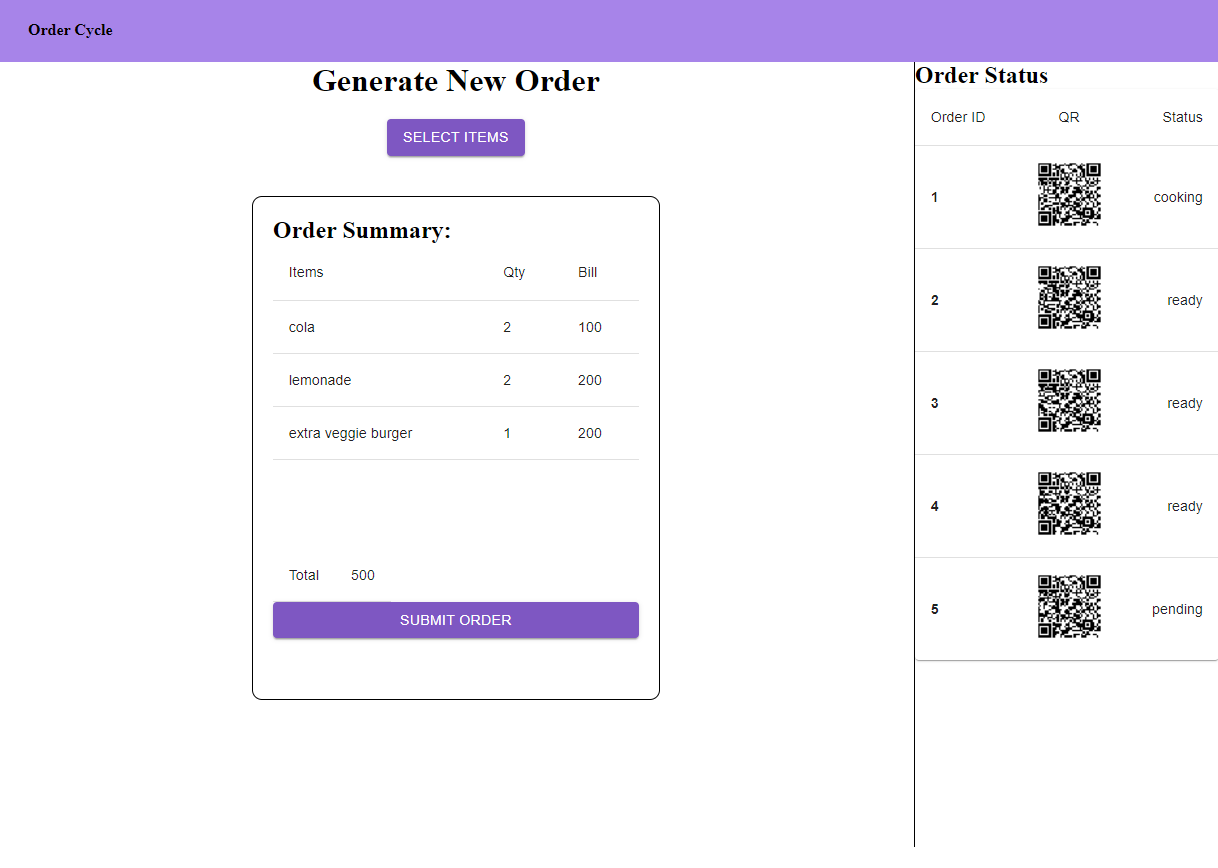 Order Cycle
Generate New Order
SELECT ITEMS
Order Summary:
Items Qty Bill
cola 2 100
lemonade 2 200
extra veggie burger 1 200
Total 500
SUBMIT ORDER
Order Status
Order ID QR Status
1 cooking
2 ready
3 ready
4 ready
5 pending